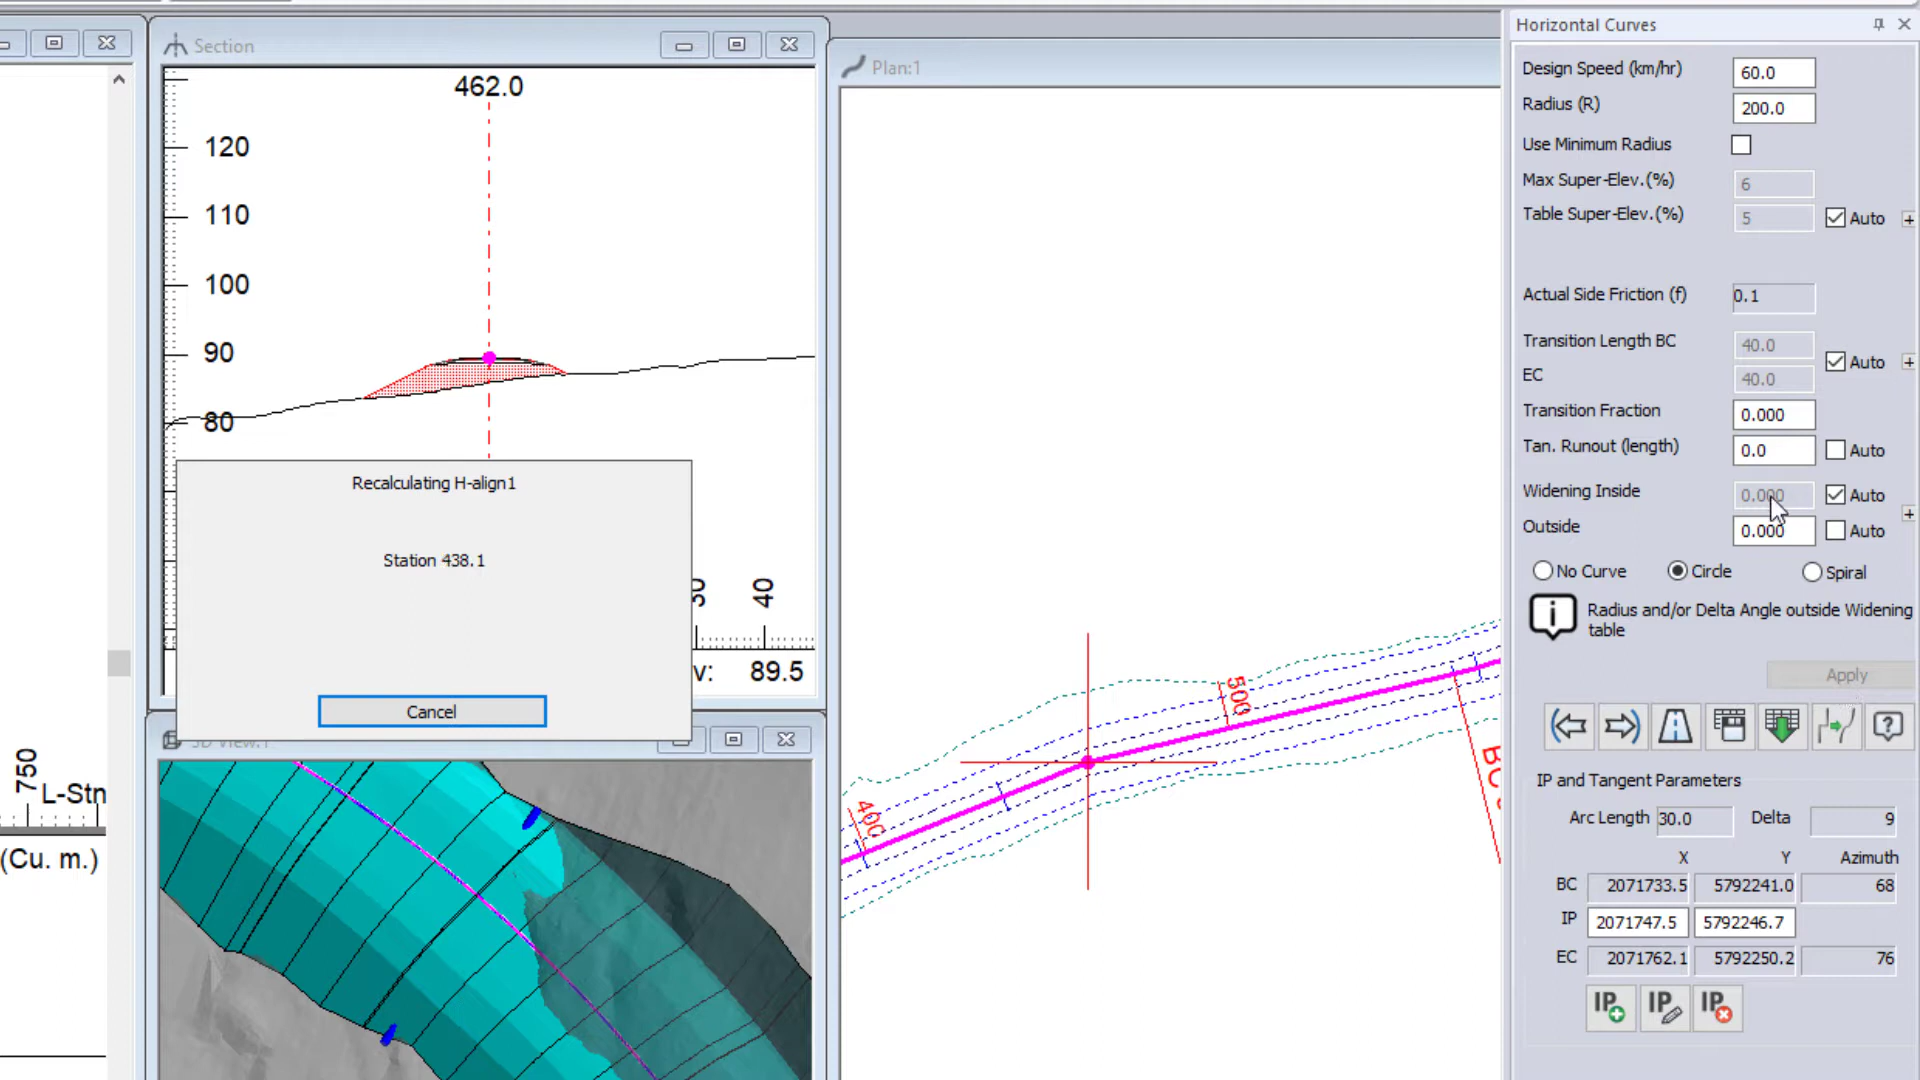 Section
462.0
120
110
100
90
80
Recalculating H-align1
Station 438.1
Cancel
40
v: 89.5
750
L-Stn
(Cu. m.)
Plan:1
400
500
Horizontal Curves
Design Speed (km/hr) 60.0
Radius (R) 200.0
Use Minimum Radius
Max Super-Elev.(%) 6
Table Super-Elev.(%) 5 Auto +
Actual Side Friction (f) 0.1
Transition Length BC 40.0 Auto +
EC 40.0
Transition Fraction 0.000
Tan. Runout (length) 0.0 Auto
Widening Inside 0.000 Auto +
Outside 0.000 Auto
No Curve Circle Spiral
Radius and/or Delta Angle outside Widening
table
Apply
IP and Tangent Parameters
Arc Length 30.0 Delta 9
X Y Azimuth
BC 2071733.5 5792241.0 68
IP 2071747.5 5792246.7
EC 2071762.1 5792250.2 76
IP IP IP